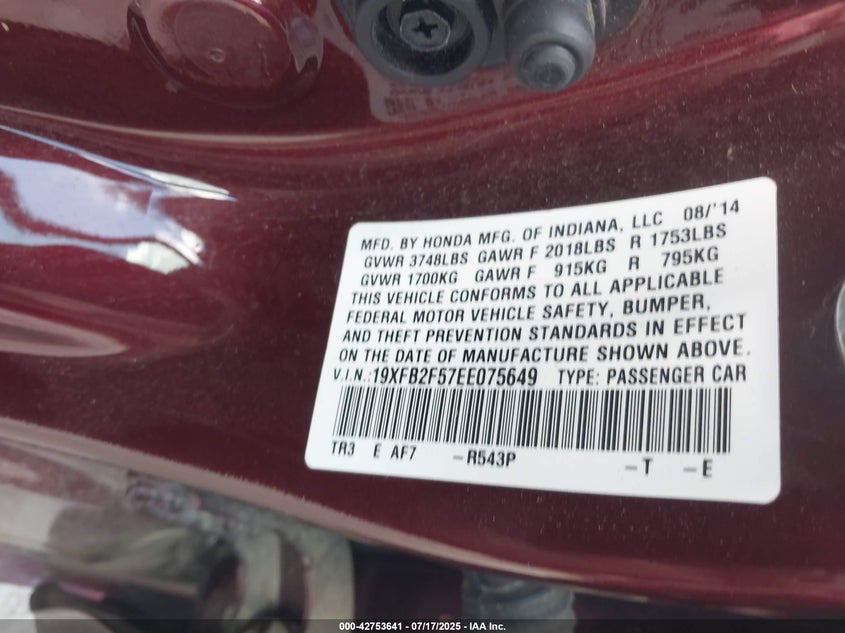 MFD. BY HONDA MFG. OF INDIANA, LLC 08/'14
GVWR 3748LBS GAWR F 2018LBS R 1753LBS
GVWR 1700KG GAWR F 915KG R 795KG
THIS VEHICLE CONFORMS TO ALL APPLICABLE
FEDERAL MOTOR VEHICLE SAFETY, BUMPER,
AND THEFT PREVENTION STANDARDS IN EFFECT
ON THE DATE OF MANUFACTURE SHOWN ABOVE.
V.I.N.:19XFB2F57EE075649 TYPE: PASSENGER CAR
TR3 E AF7 –R543P –T –E
000-42753641 - 07/17/2025 - IAA Inc.